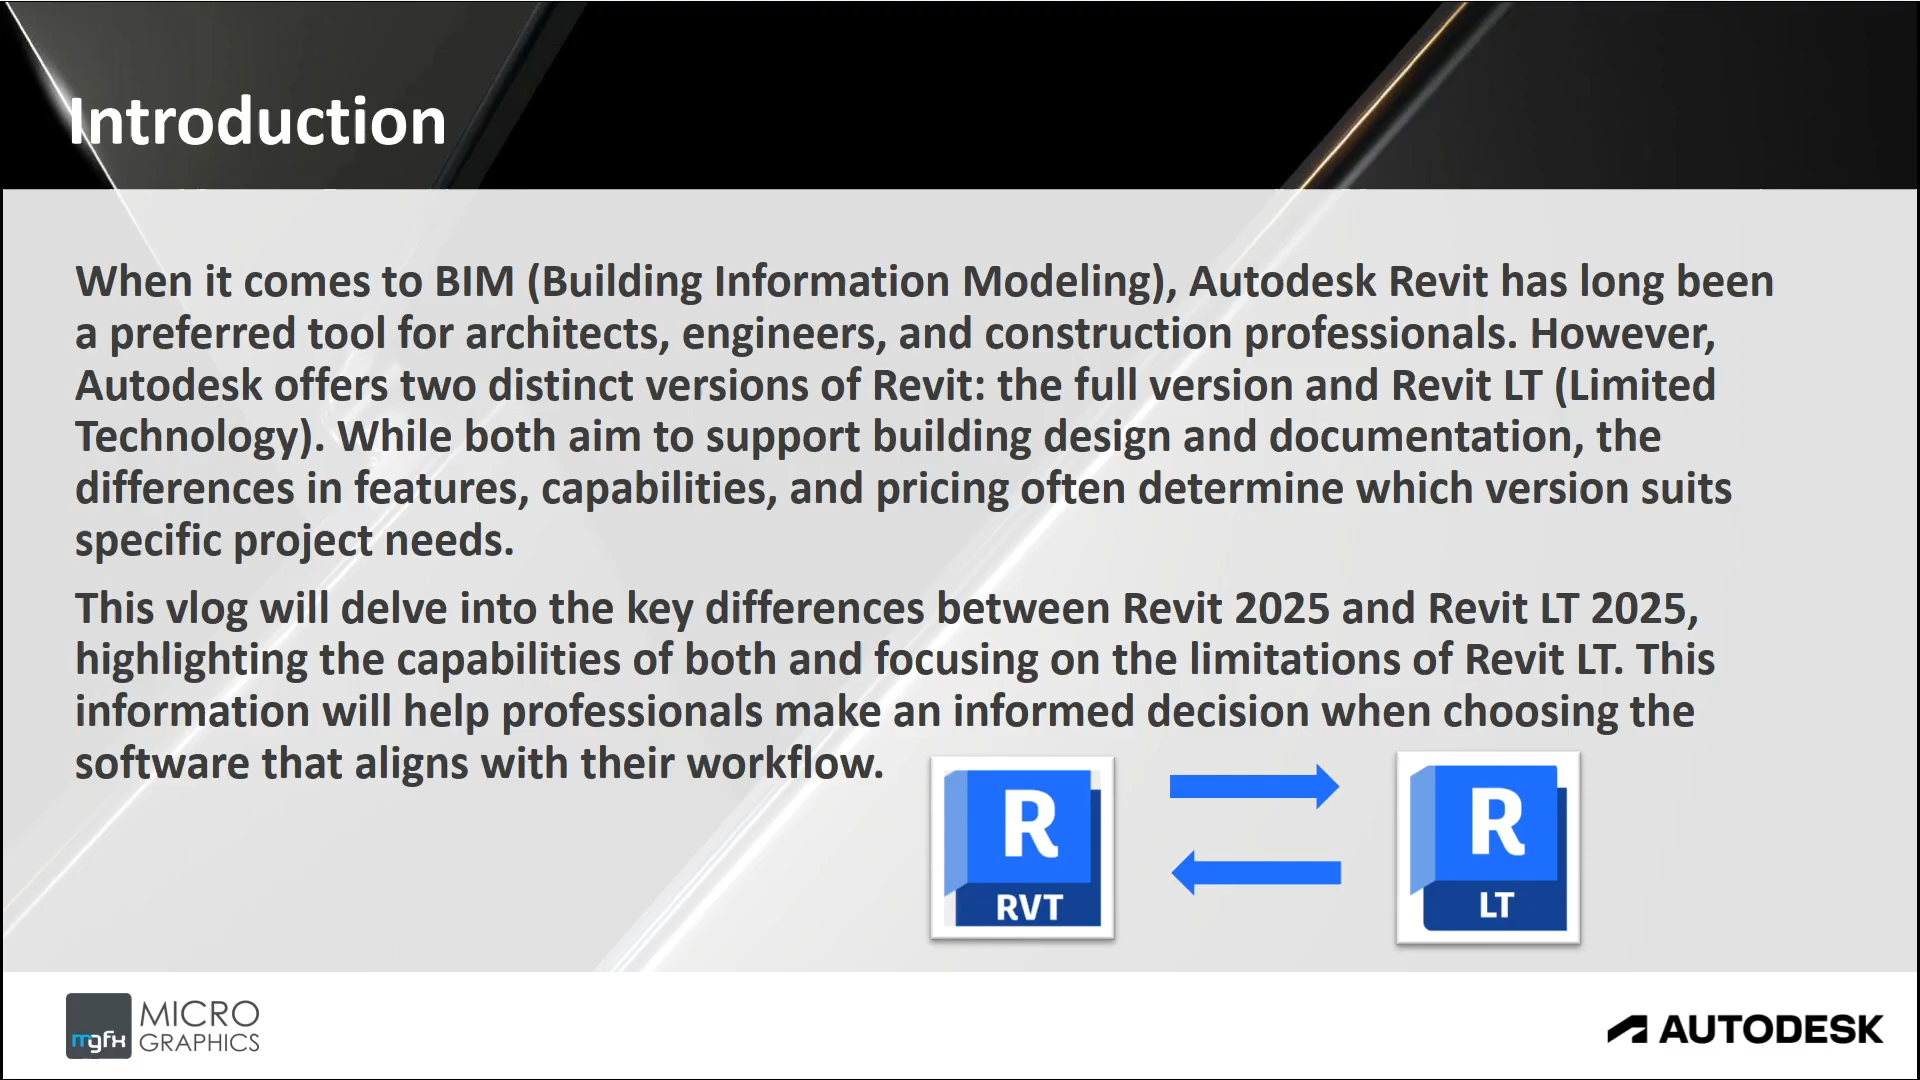 Introduction
When it comes to BIM (Building Information Modeling), Autodesk Revit has long been
a preferred tool for architects, engineers, and construction professionals. However,
Autodesk offers two distinct versions of Revit: the full version and Revit LT (Limited
Technology). While both aim to support building design and documentation, the
differences in features, capabilities, and pricing often determine which version suits
specific project needs.
This vlog will delve into the key differences between Revit 2025 and Revit LT 2025,
highlighting the capabilities of both and focusing on the limitations of Revit LT. This
information will help professionals make an informed decision when choosing the
software that aligns with their workflow.
R
RVT
R
LT
mgfx
MICRO
GRAPHICS
AUTODESK